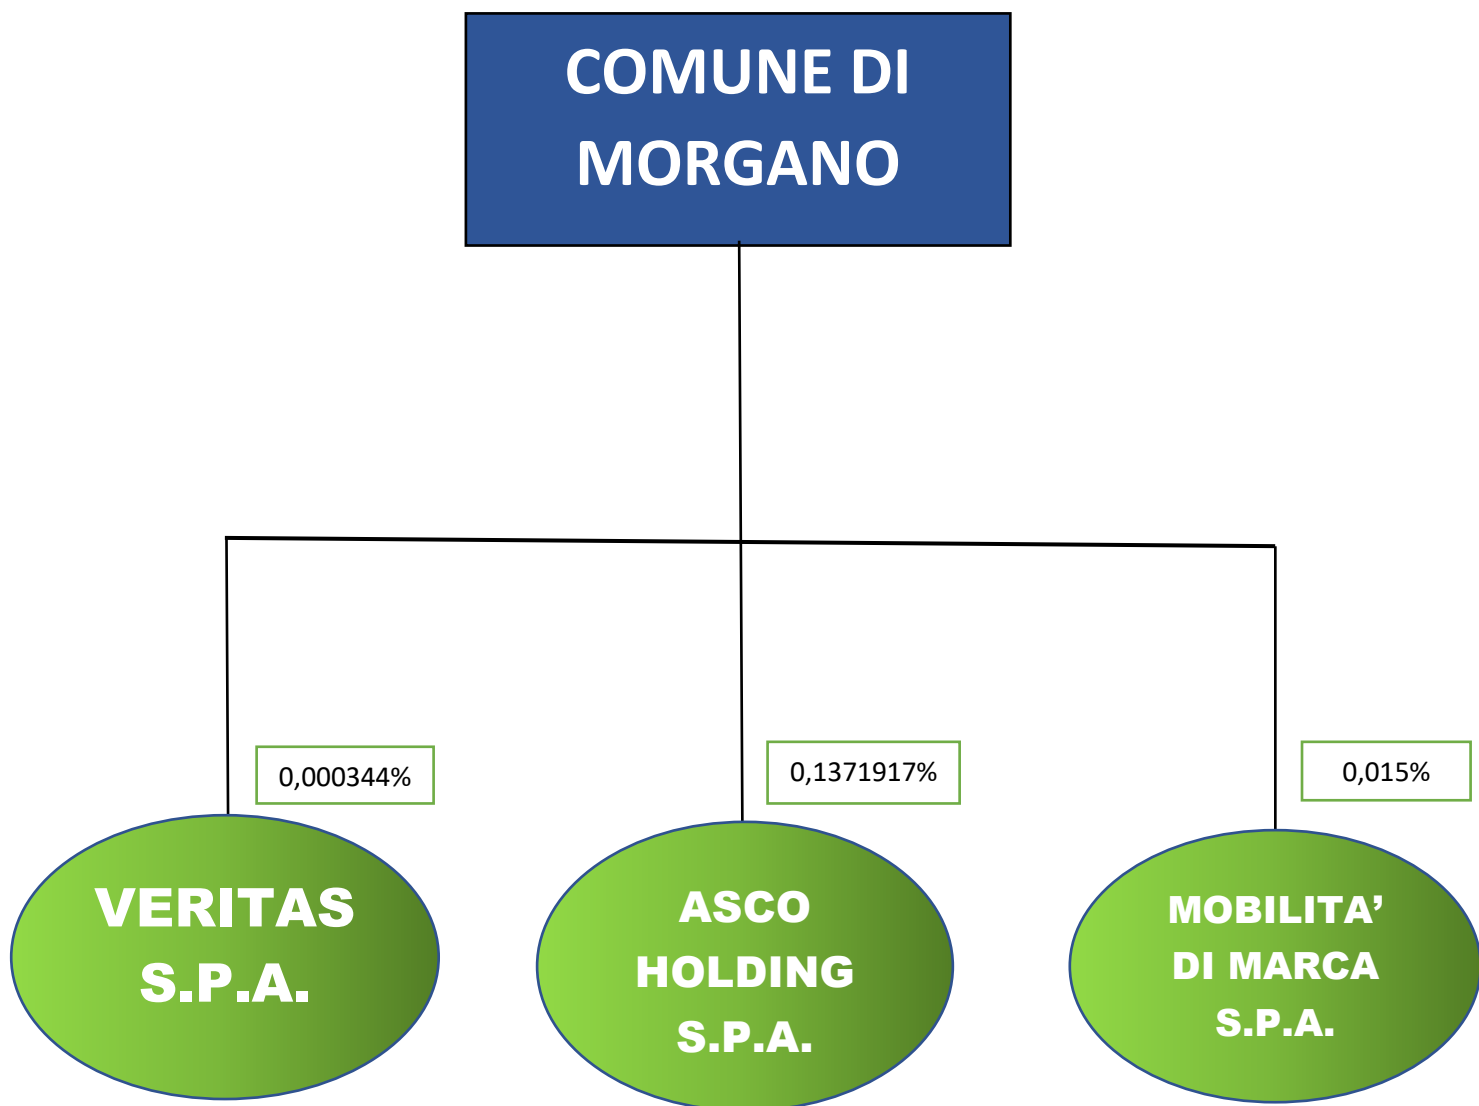 COMUNE DI
MORGANO
0,000344%
0,1371917%
0,015%
VERITAS
S.P.A.
ASCO
HOLDING
S.P.A.
MOBILITA’
DI MARCA
S.P.A.